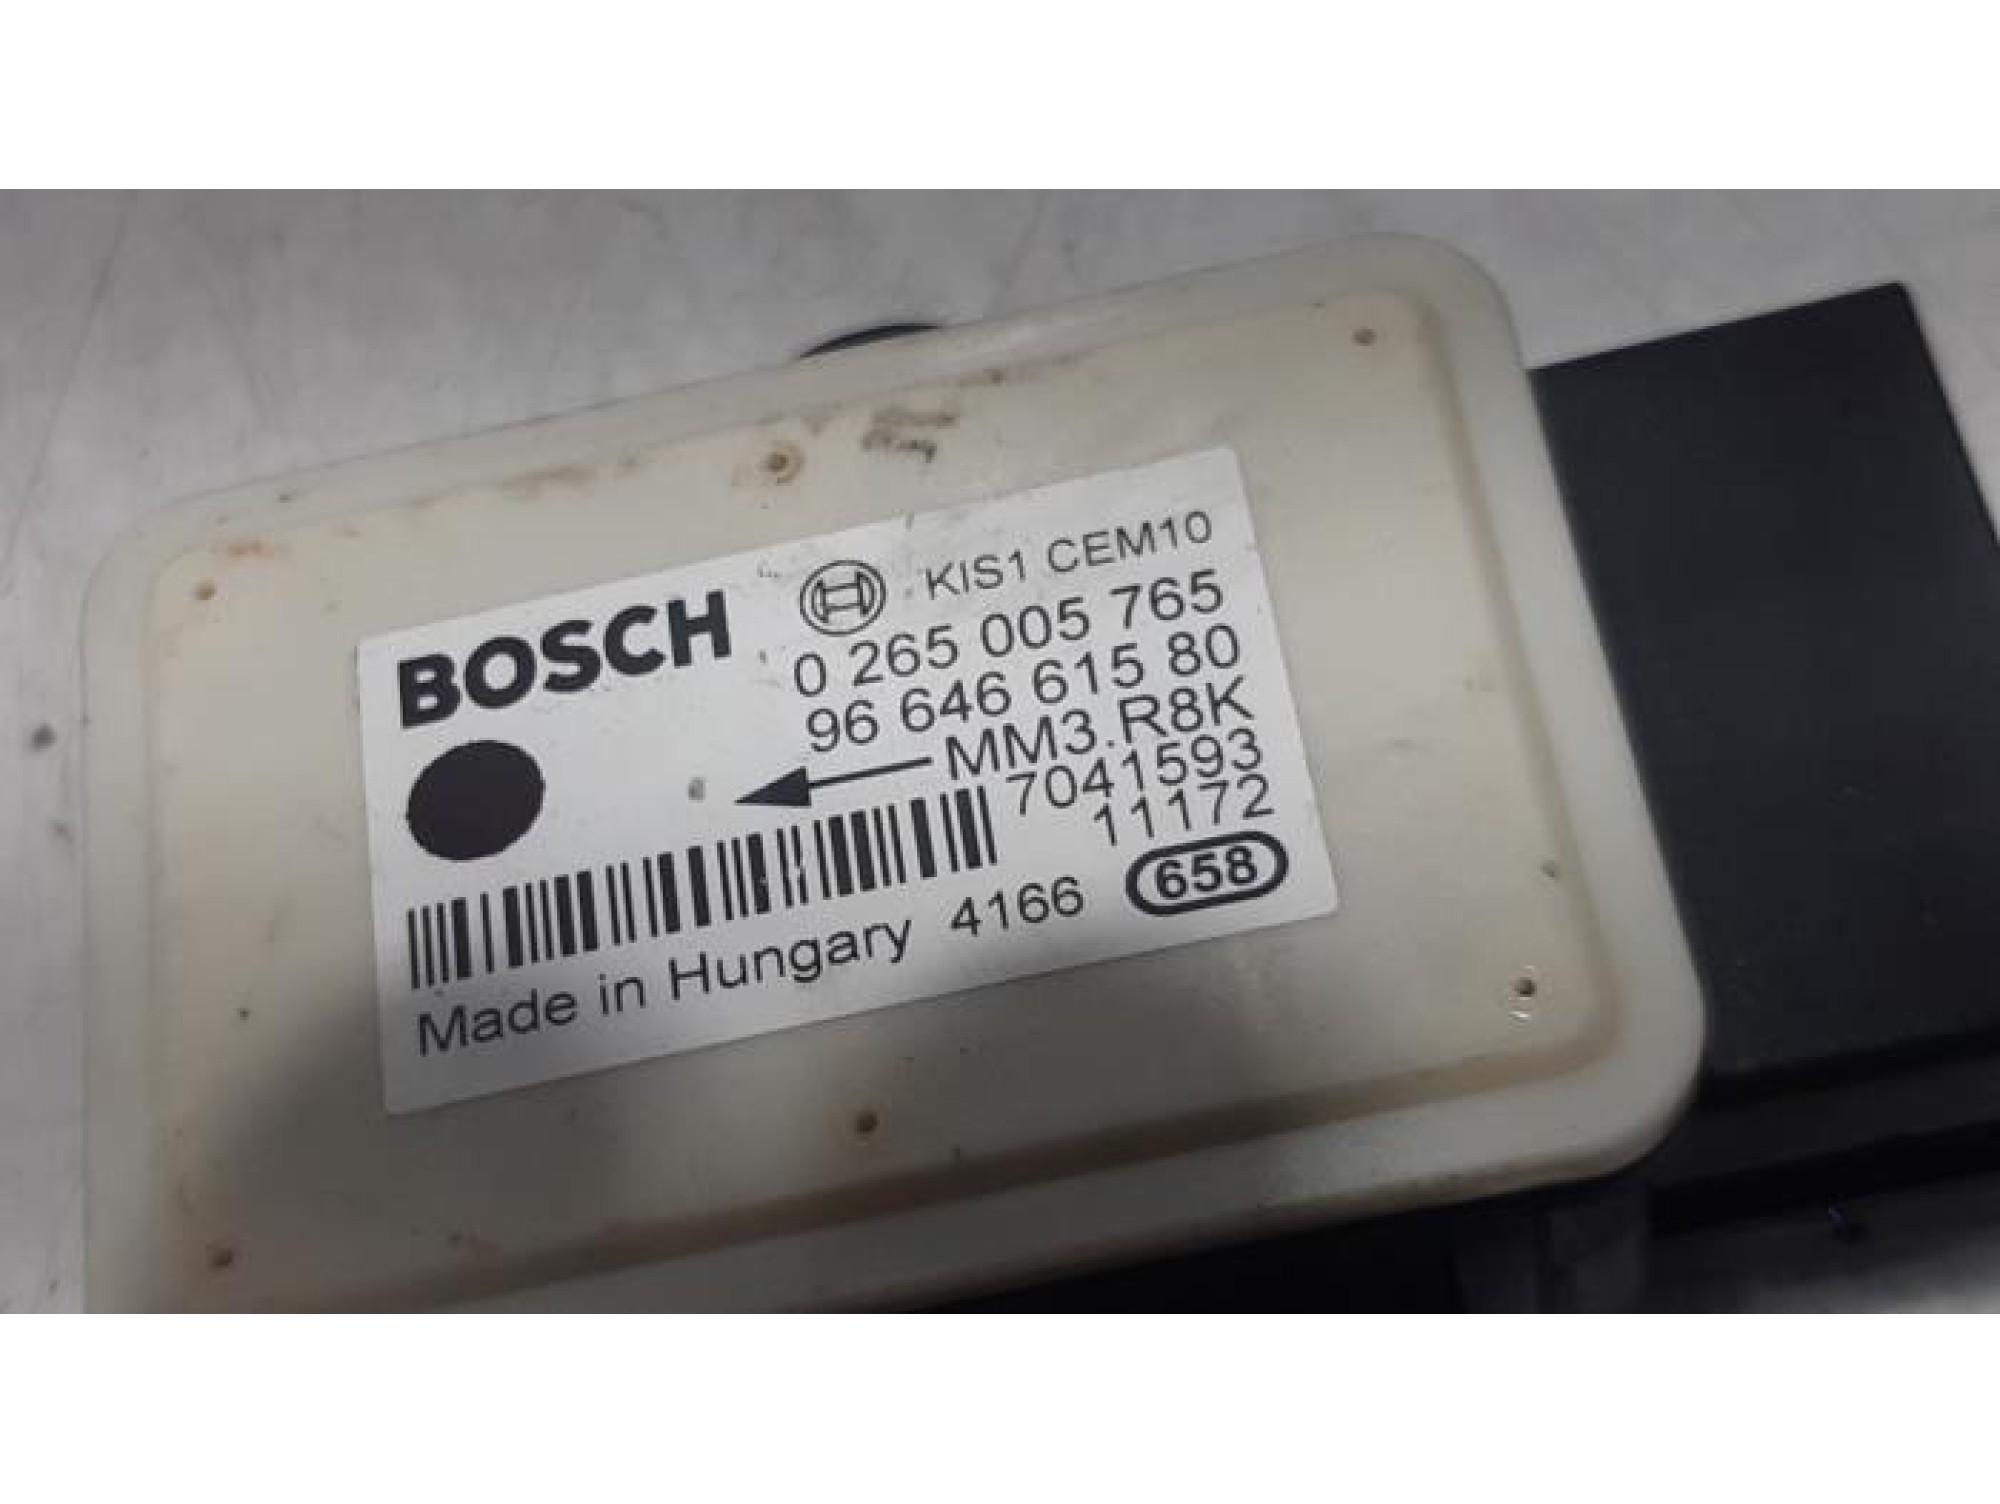 BOSCH KIS1 CEM10
0 265 005 765
96 646 615 80
MM3.R8K
7041593
11172
Made in Hungary 4166 658